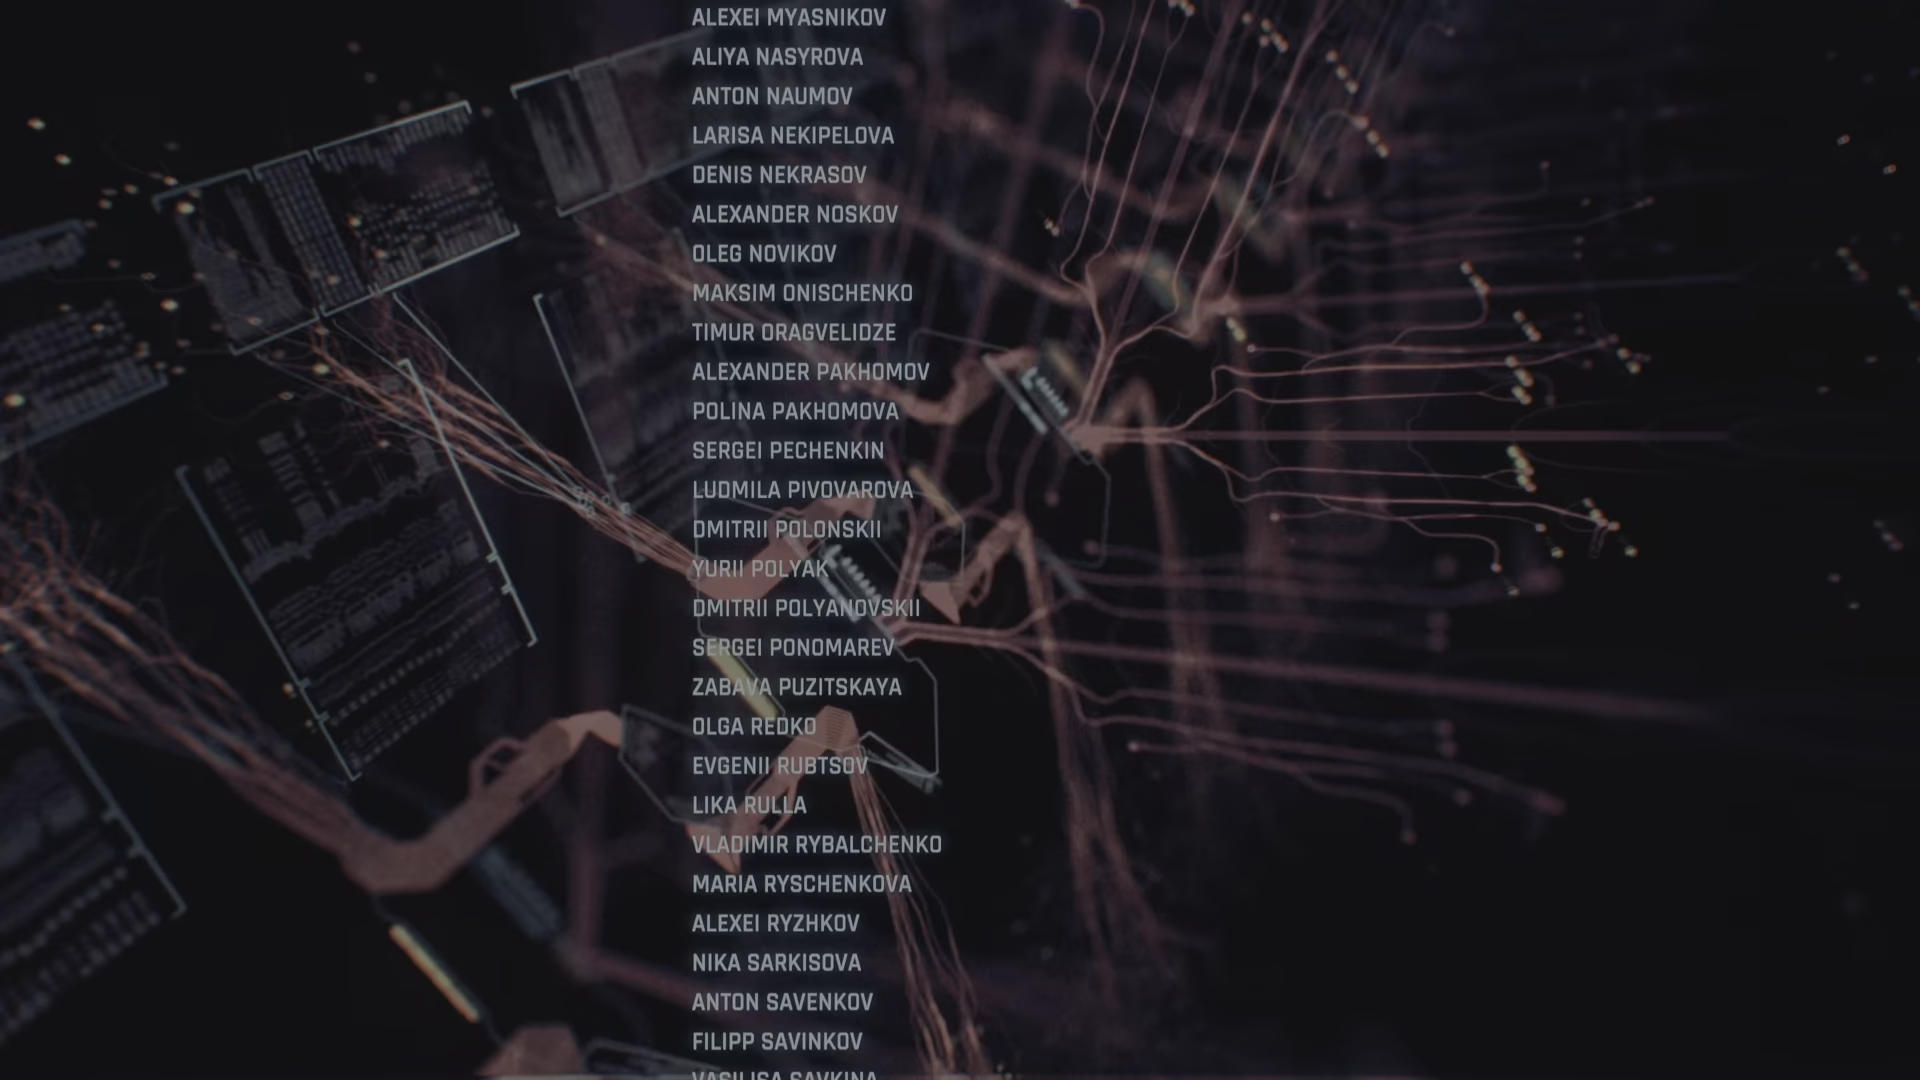 ALEXEI MYASNIKOV
ALIYA NASYROVA
ANTON NAUMOV
LARISA NEKIPELOVA
DENIS NEKRASOV
ALEXANDER NOSKOV
OLEG NOVIKOV
MAKSIM ONISCHENKO
TIMUR ORAGVELIDZE
ALEXANDER PAKHOMOV
POLINA PAKHOMOVA
SERGEI PECHENKIN
LUDMILA PIVOVAROVA
DMITRII POLONSKII
YURII POLYAK
DMITRII POLYANOVSKII
SERGEI PONOMAREV
ZABAVA PUZITSKAYA
OLGA REDKO
EVGENII RUBTSOV
LIKA RULLA
VLADIMIR RYBALCHENKO
MARIA RYSCHENKOVA
ALEXEI RYZHKOV
NIKA SARKISOVA
ANTON SAVENKOV
FILIPP SAVINKOV
VASILISA SAVKINA